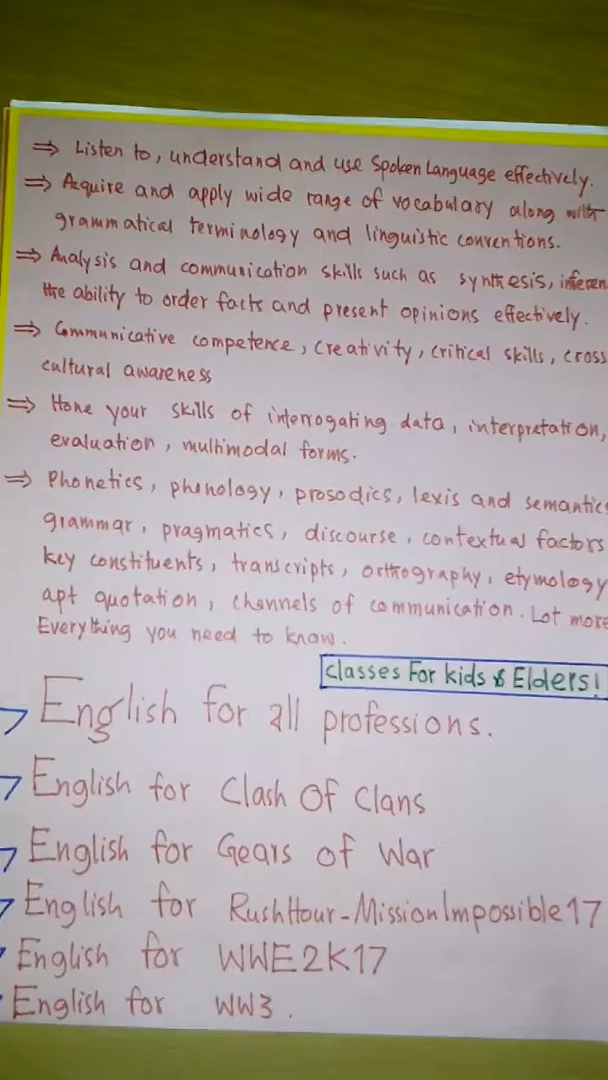 ⇒ Listen to, understand and use Spoken Language effectively.
⇒ Acquire and apply wide range of vocabulary along with
grammatical terminology and linguistic conventions.
⇒ Analysis and communication skills such as synthesis,
the ability to order facts and present opinions effectively.
⇒ Communicative competence, creativity, critical skills, cross
cultural awareness
⇒ Hone your skills of interrogating data, interpretation,
evaluation, multimodal forms.
⇒ Phonetics, phonology, prosodics, lexis and semantics
grammar, pragmatics, discourse, contextual factors
key constituents, transcripts, orthography, etymology
apt quotation, channels of communication. Lot more
Everything you need to know.
Classes For kids & Elders!
English for all professions.
English for Clash Of Clans
English for Gears of War
English for RushHour-MissionImpossible17
English for WWE2K17
English for WW3.